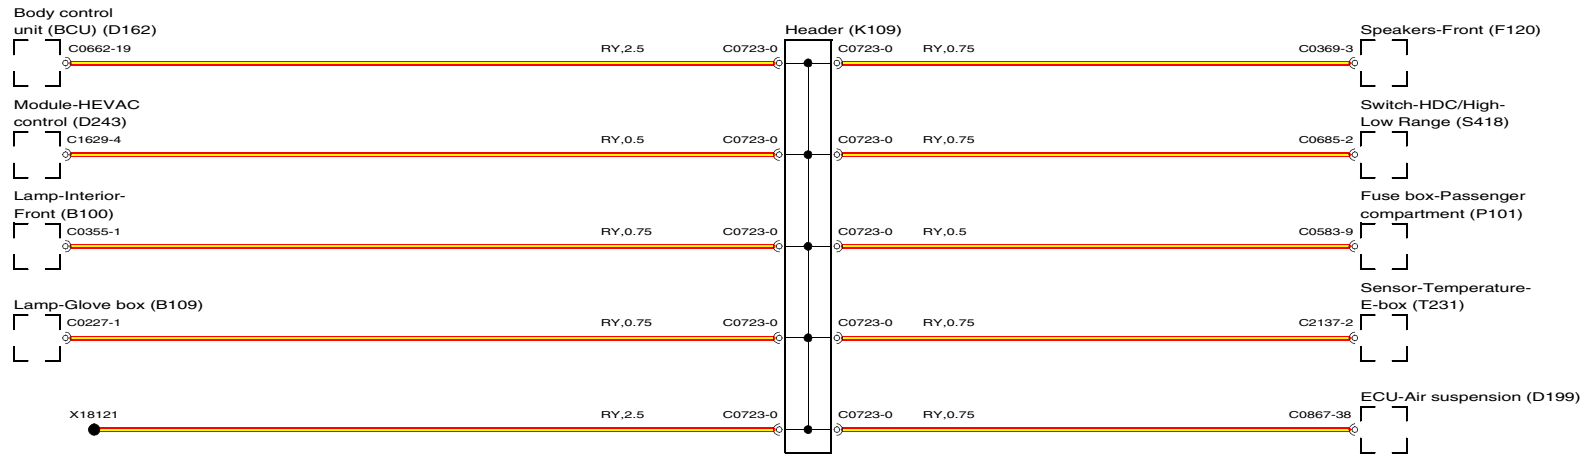 Body control
unit (BCU) (D162)
Header (K109)
Speakers-Front (F120)
C0662-19 RY,2.5 C0723-0 C0723-0 RY,0.75 C0369-3
Module-HEVAC
control (D243)
Switch-HDC/High-
Low Range (S418)
C1629-4 RY,0.5 C0723-0 C0723-0 RY,0.75 C0685-2
Lamp-Interior-
Front (B100)
Fuse box-Passenger
compartment (P101)
C0355-1 RY,0.75 C0723-0 C0723-0 RY,0.5 C0583-9
Lamp-Glove box (B109)
Sensor-Temperature-
E-box (T231)
C0227-1 RY,0.75 C0723-0 C0723-0 RY,0.75 C2137-2
ECU-Air suspension (D199)
X18121 RY,2.5 C0723-0 C0723-0 RY,0.75 C0867-38